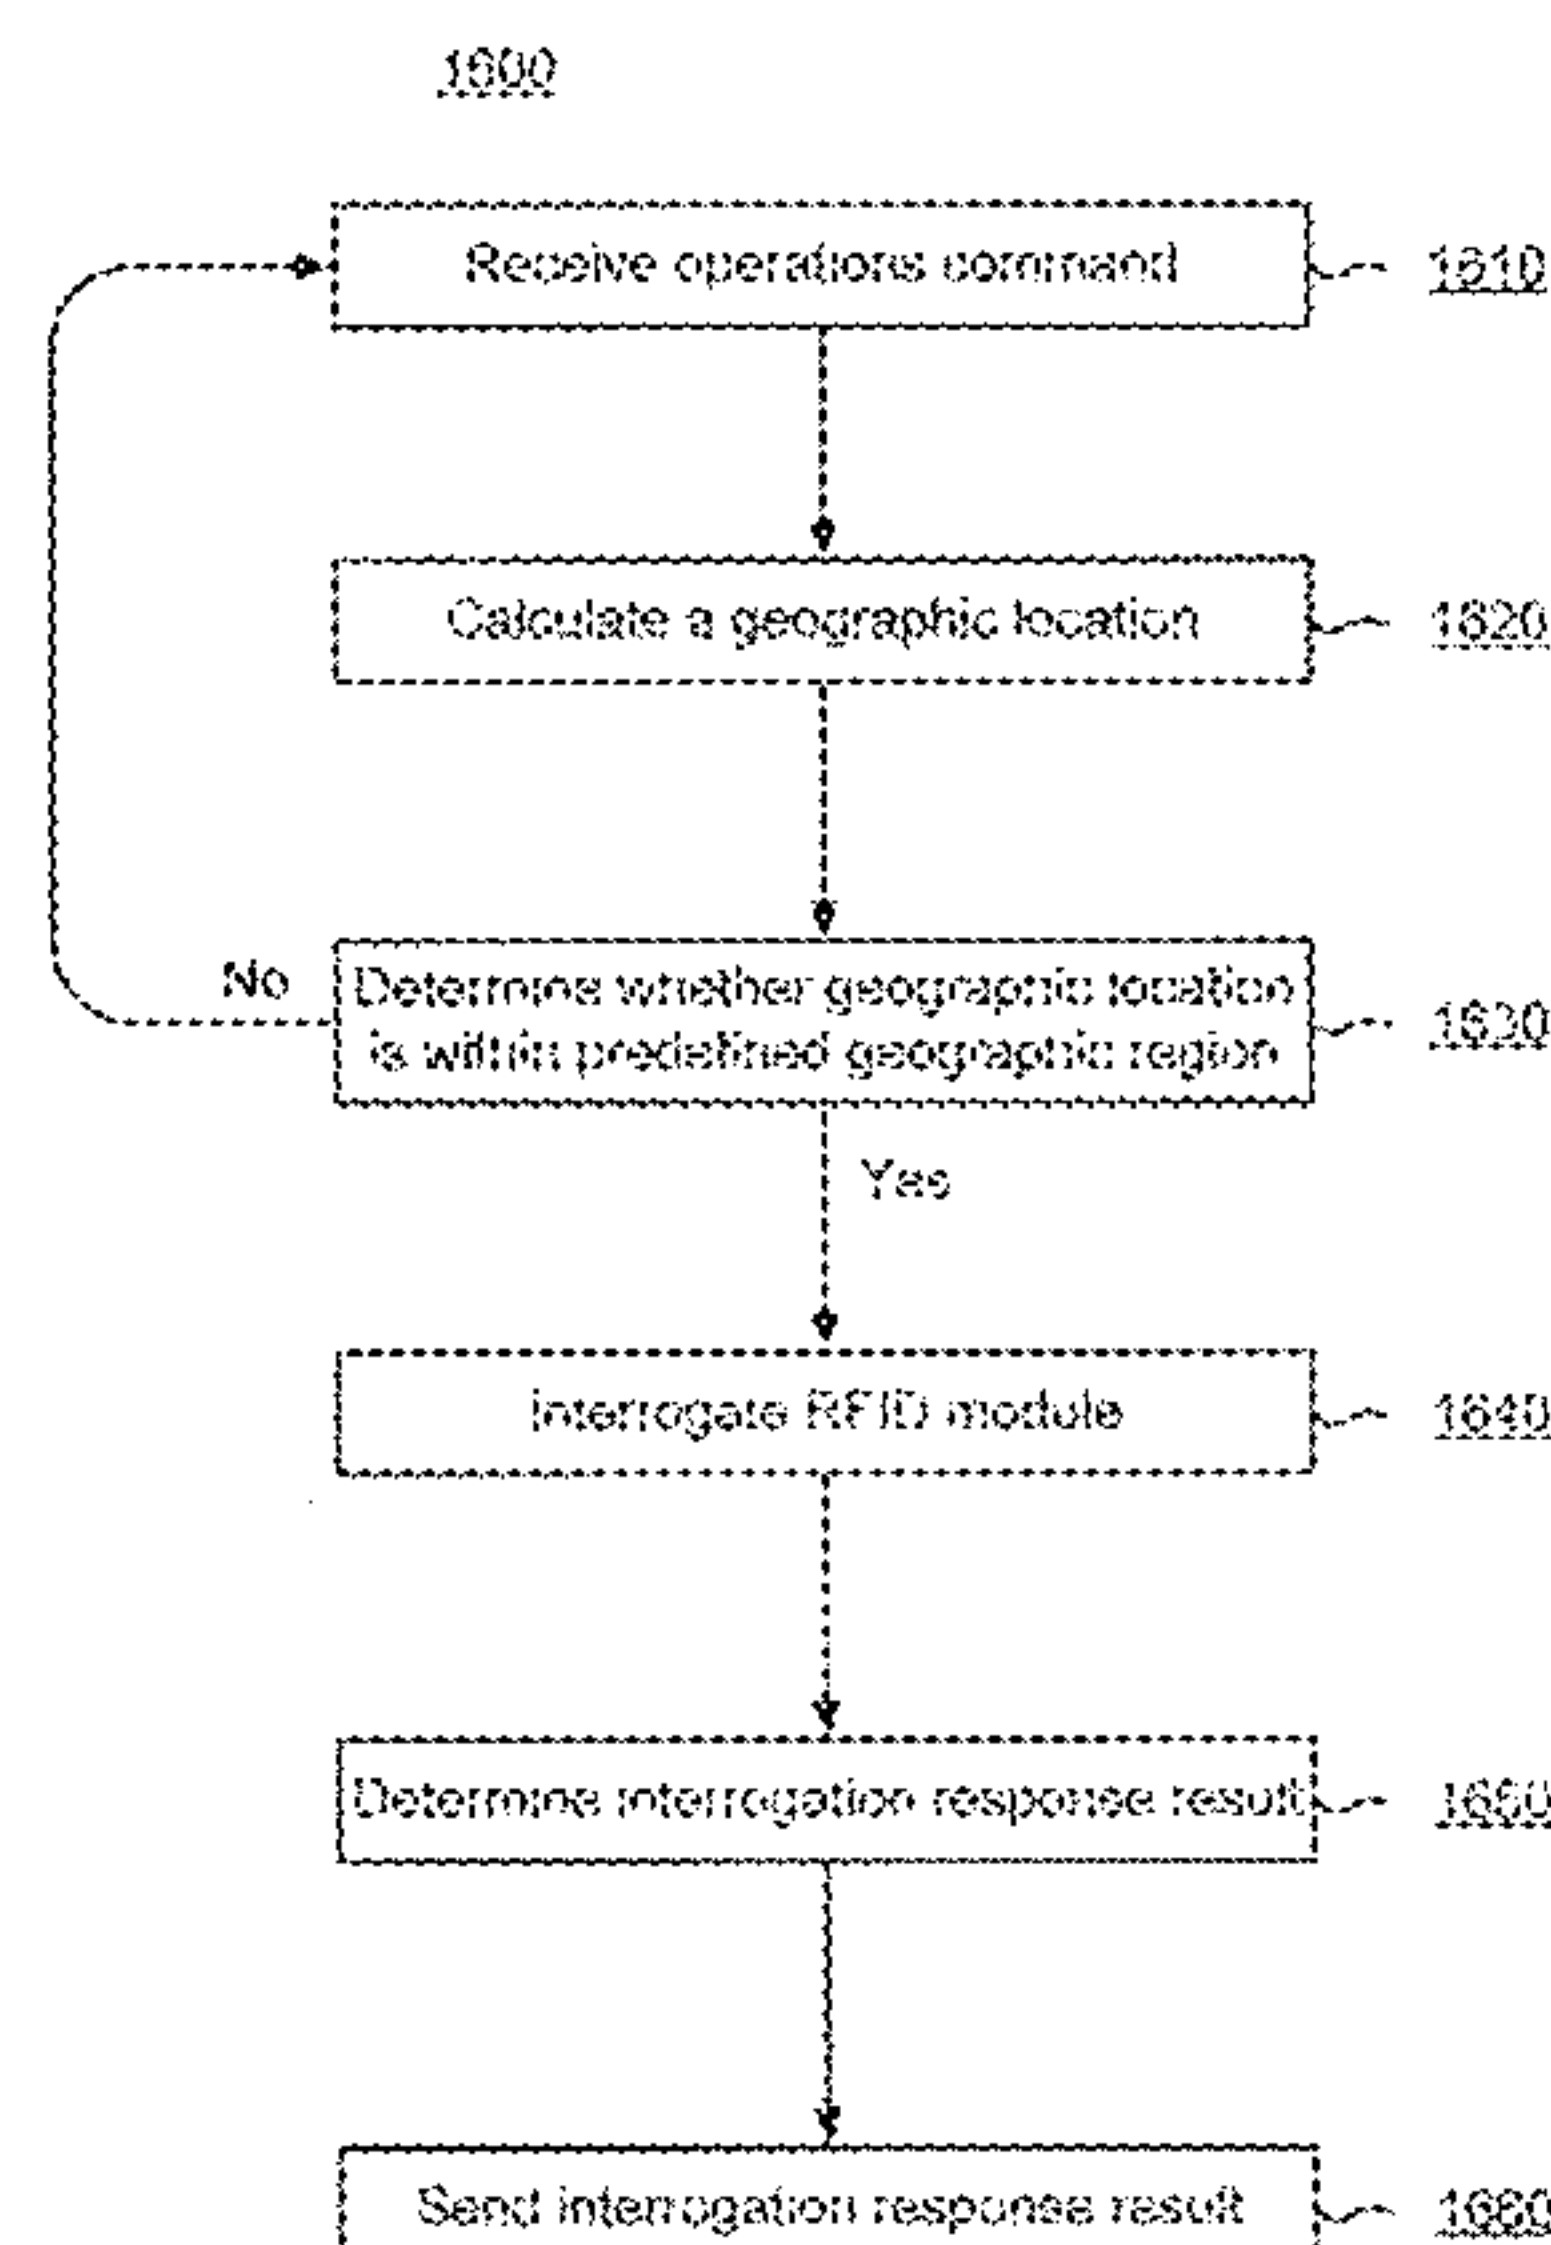 1600
Receive operations command
1610
Calculate a geographic location
1620
No
Determine whether geographic location
is within predefined geographic region
1630
Yes
Interrogate RFID module
1640
Determine interrogation response result
1650
Send interrogation response result
1660